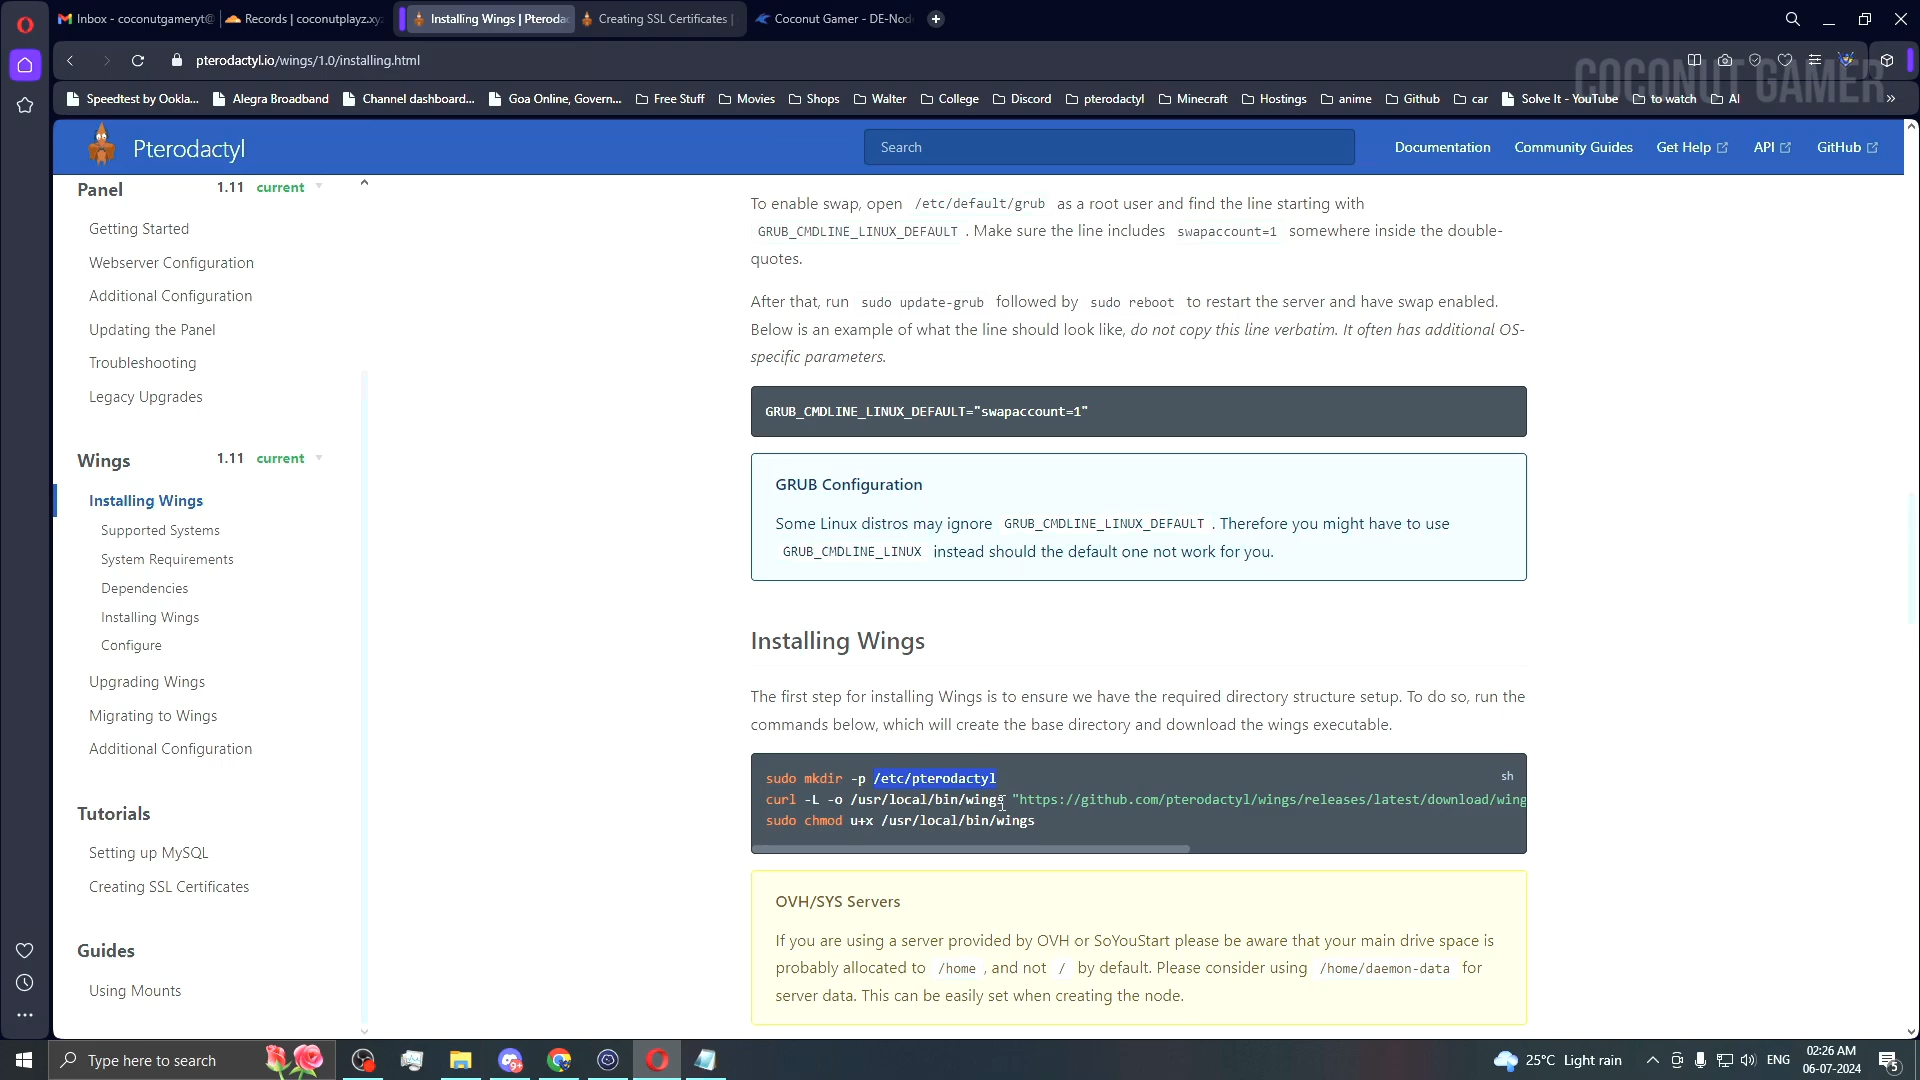 Inbox - coconutgameryt@
Records | coconutplayz.xyz
Installing Wings | Pteroda
Creating SSL Certificates |
Coconut Gamer - DE-Nod
pterodactyl.io/wings/1.0/installing.html
COCONUT GAMER
Speedtest by Ookla...
Alegra Broadband
Channel dashboard...
Goa Online, Govern...
Free Stuff
Movies
Shops
Walter
College
Discord
pterodactyl
Minecraft
Hostings
anime
Github
car
Solve It - YouTube
to watch
AI
»
Pterodactyl
Search
Documentation
Community Guides
Get Help
API
GitHub
Panel 1.11 current
Getting Started
Webserver Configuration
Additional Configuration
Updating the Panel
Troubleshooting
Legacy Upgrades
Wings 1.11 current
Installing Wings
Supported Systems
System Requirements
Dependencies
Installing Wings
Configure
Upgrading Wings
Migrating to Wings
Additional Configuration
Tutorials
Setting up MySQL
Creating SSL Certificates
Guides
Using Mounts
To enable swap, open /etc/default/grub as a root user and find the line starting with
GRUB_CMDLINE_LINUX_DEFAULT . Make sure the line includes swapaccount=1 somewhere inside the double-
quotes.
After that, run sudo update-grub followed by sudo reboot to restart the server and have swap enabled.
Below is an example of what the line should look like, do not copy this line verbatim. It often has additional OS-
specific parameters.
GRUB_CMDLINE_LINUX_DEFAULT="swapaccount=1"
GRUB Configuration
Some Linux distros may ignore GRUB_CMDLINE_LINUX_DEFAULT . Therefore you might have to use
GRUB_CMDLINE_LINUX instead should the default one not work for you.
Installing Wings
The first step for installing Wings is to ensure we have the required directory structure setup. To do so, run the
commands below, which will create the base directory and download the wings executable.
sh
sudo mkdir -p /etc/pterodactyl
curl -L -o /usr/local/bin/wings "https://github.com/pterodactyl/wings/releases/latest/download/wing
sudo chmod u+x /usr/local/bin/wings
OVH/SYS Servers
If you are using a server provided by OVH or SoYouStart please be aware that your main drive space is
probably allocated to /home , and not / by default. Please consider using /home/daemon-data for
server data. This can be easily set when creating the node.
Type here to search
9+
25°C Light rain
ENG
02:26 AM
06-07-2024
5